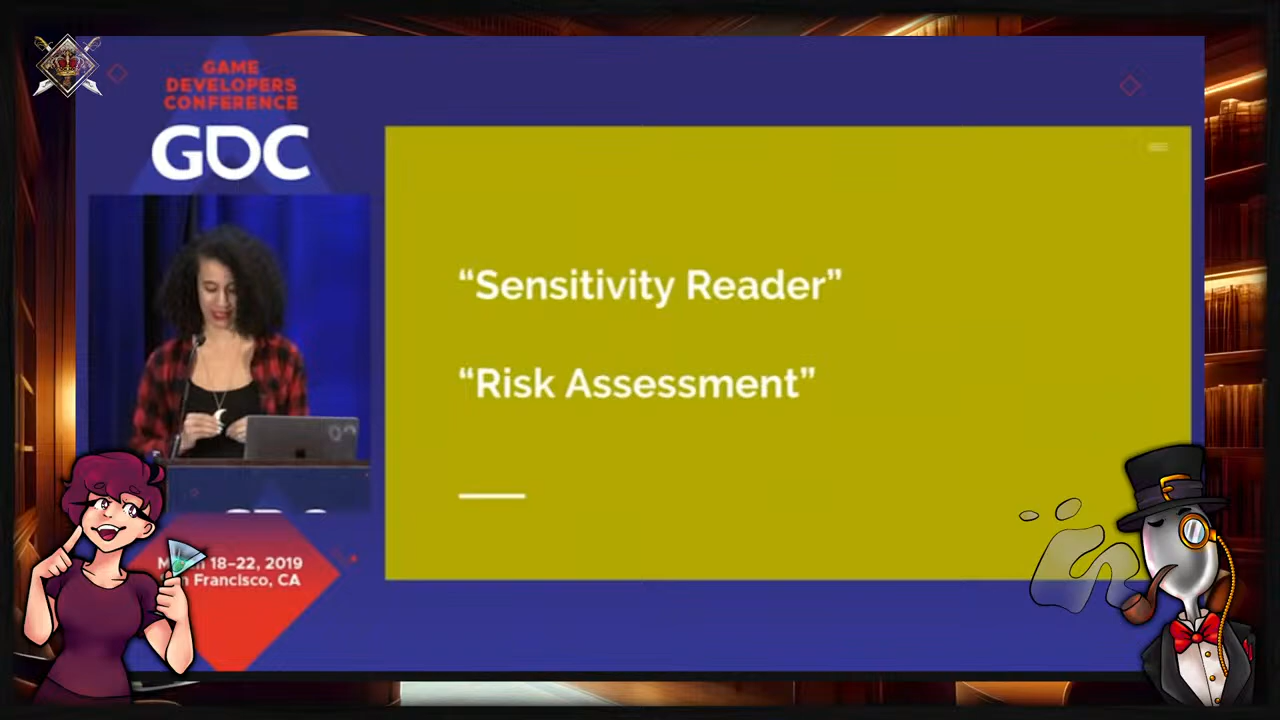 GAME
DEVELOPERS
CONFERENCE
GDC
“Sensitivity Reader”
“Risk Assessment”
18–22, 2019
Francisco, CA